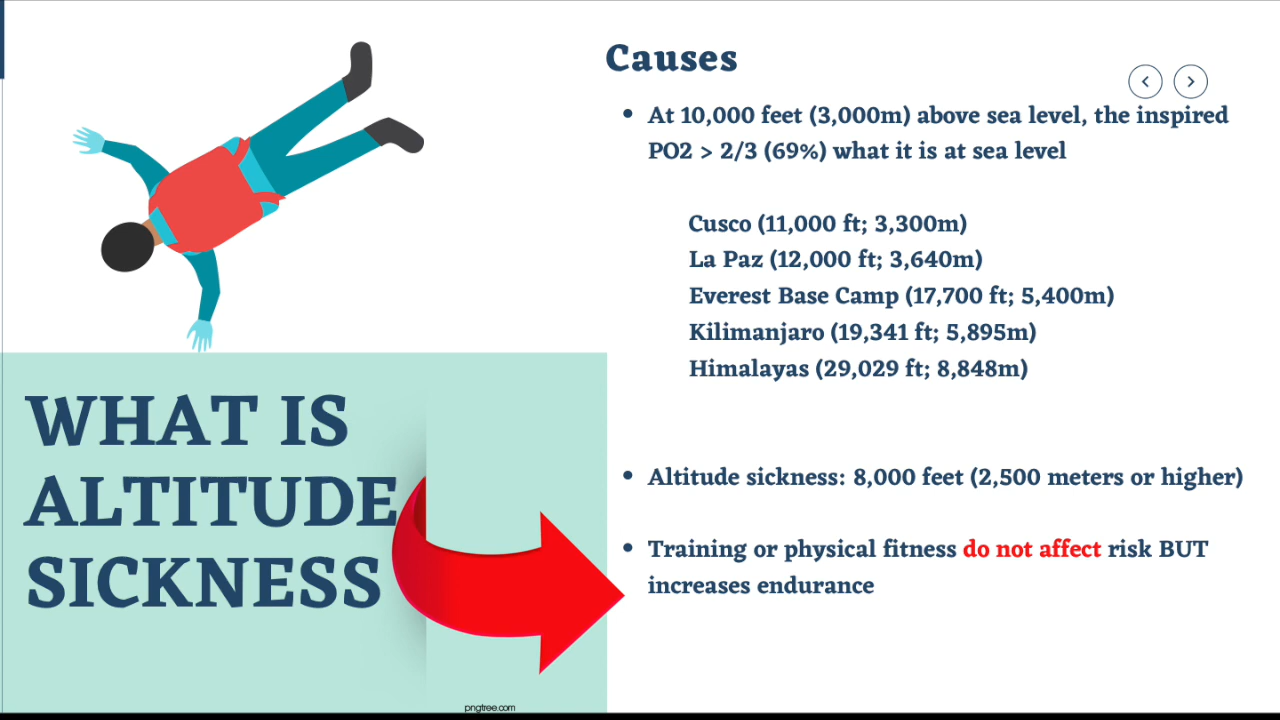 WHAT IS
ALTITUDE
SICKNESS
pngtree.com
Causes
• At 10,000 feet (3,000m) above sea level, the inspired
PO2 > 2/3 (69%) what it is at sea level
Cusco (11,000 ft; 3,300m)
La Paz (12,000 ft; 3,640m)
Everest Base Camp (17,700 ft; 5,400m)
Kilimanjaro (19,341 ft; 5,895m)
Himalayas (29,029 ft; 8,848m)
• Altitude sickness: 8,000 feet (2,500 meters or higher)
• Training or physical fitness do not affect risk BUT
increases endurance